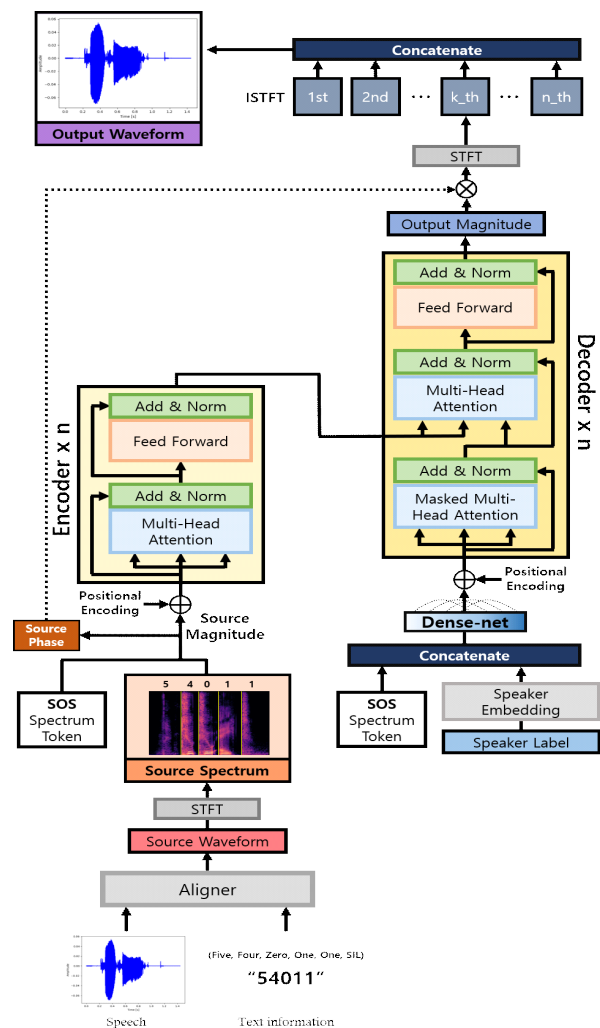 Concatenate
ISTFT
1st
2nd
...
k_th
...
n_th
Output Waveform
STFT
Output Magnitude
Add & Norm
Feed Forward
Add & Norm
Multi-Head
Attention
Add & Norm
Masked Multi-
Head Attention
Decoder x n
Encoder x n
Add & Norm
Feed Forward
Add & Norm
Multi-Head
Attention
Positional
Encoding
Source
Magnitude
Source
Phase
Positional
Encoding
Dense-net
Concatenate
SOS
Spectrum
Token
5 4 0 1 1
Source Spectrum
SOS
Spectrum
Token
Speaker
Embedding
Speaker Label
STFT
Source Waveform
Aligner
(Five, Four, Zero, One. One, SIL)
“54011”
Speech
Text information